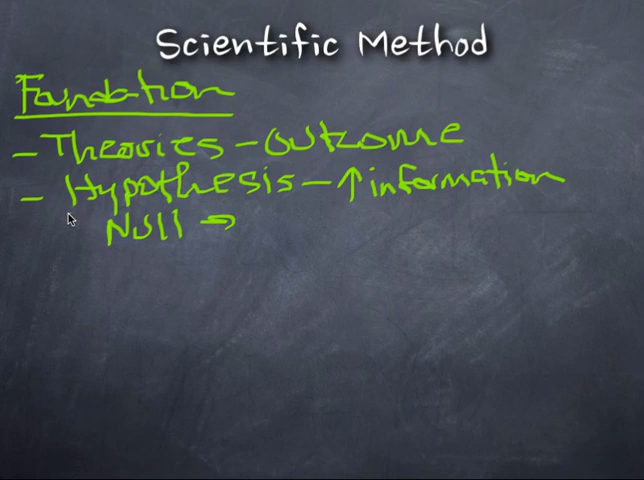 Scientific Method
Foundation
- Theories - outcome
- Hypothesis - ↑ information
Null →